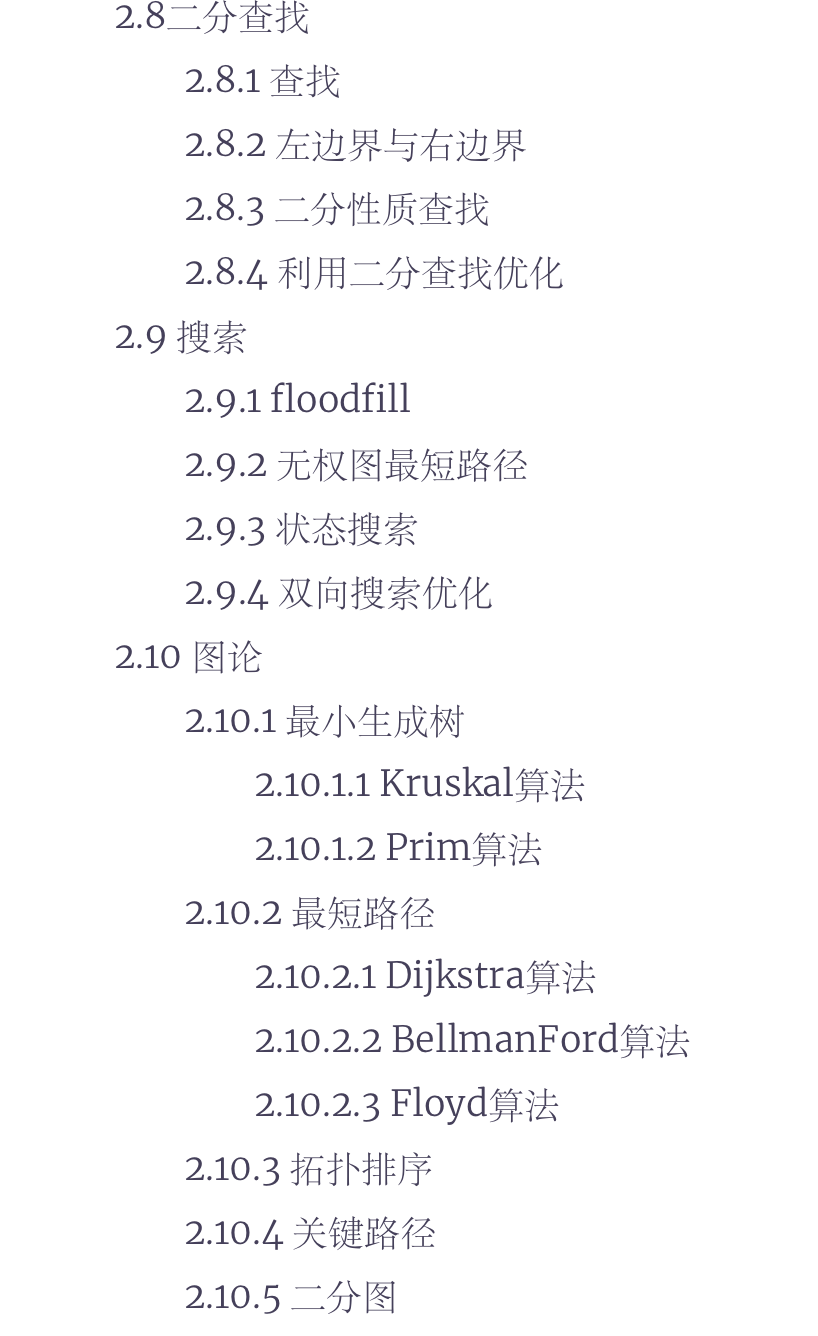 2.8二分查找
2.8.1 查找
2.8.2 左边界与右边界
2.8.3 二分性质查找
2.8.4 利用二分查找优化
2.9 搜索
2.9.1 floodfill
2.9.2 无权图最短路径
2.9.3 状态搜索
2.9.4 双向搜索优化
2.10 图论
2.10.1 最小生成树
2.10.1.1 Kruskal算法
2.10.1.2 Prim算法
2.10.2 最短路径
2.10.2.1 Dijkstra算法
2.10.2.2 BellmanFord算法
2.10.2.3 Floyd算法
2.10.3 拓扑排序
2.10.4 关键路径
2.10.5 二分图